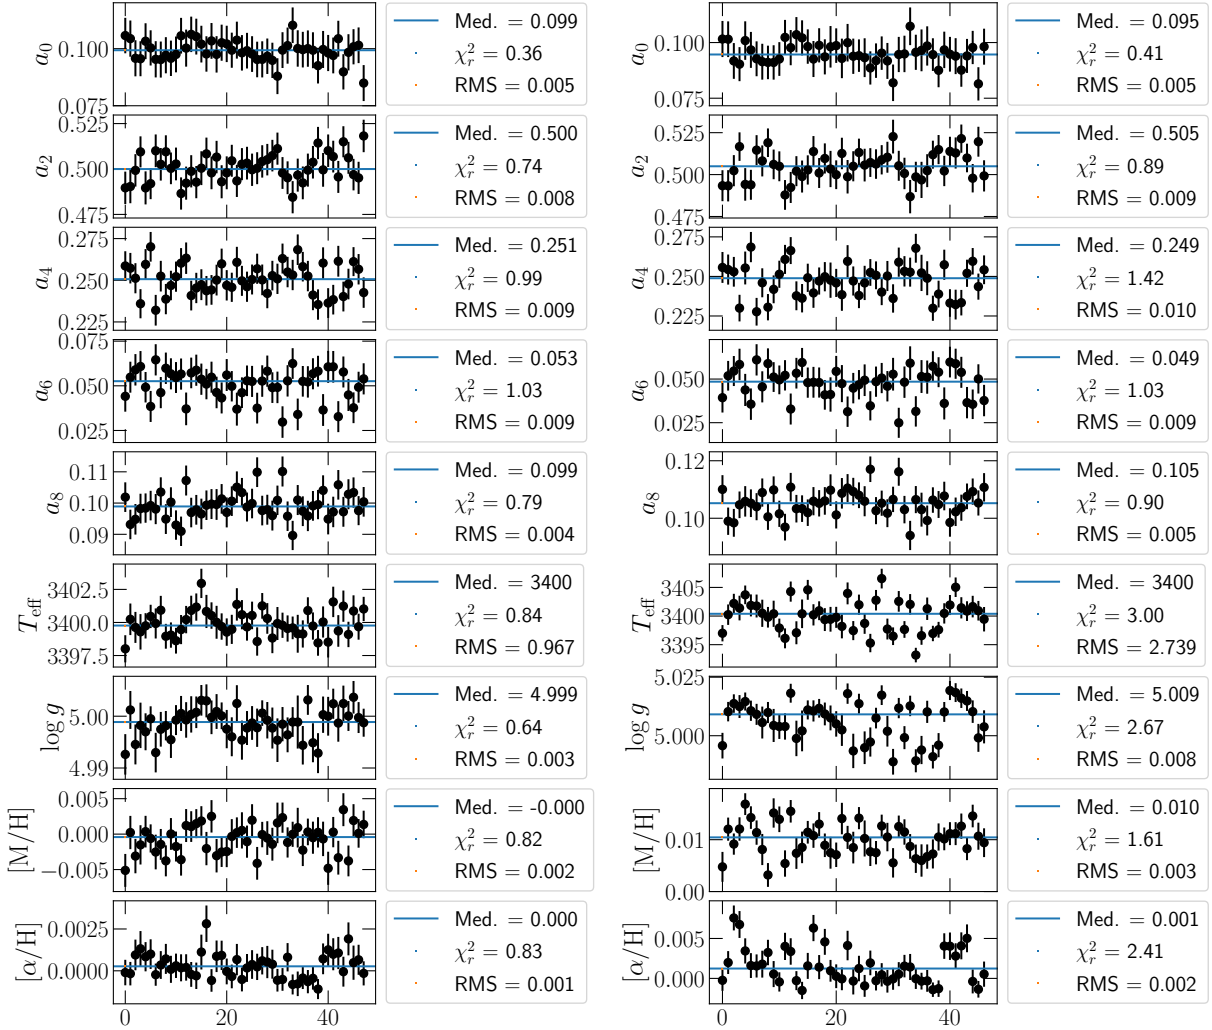 a₀
0.100
0.075
Med. = 0.099
χ²ᵣ = 0.36
RMS = 0.005
a₀
0.100
0.075
Med. = 0.095
χ²ᵣ = 0.41
RMS = 0.005
a₂
0.525
0.500
0.475
Med. = 0.500
χ²ᵣ = 0.74
RMS = 0.008
a₂
0.525
0.500
0.475
Med. = 0.505
χ²ᵣ = 0.89
RMS = 0.009
a₄
0.275
0.250
0.225
Med. = 0.251
χ²ᵣ = 0.99
RMS = 0.009
a₄
0.275
0.250
0.225
Med. = 0.249
χ²ᵣ = 1.42
RMS = 0.010
a₆
0.075
0.050
0.025
Med. = 0.053
χ²ᵣ = 1.03
RMS = 0.009
a₆
0.050
0.025
Med. = 0.049
χ²ᵣ = 1.03
RMS = 0.009
a₈
0.11
0.10
0.09
Med. = 0.099
χ²ᵣ = 0.79
RMS = 0.004
a₈
0.12
0.10
Med. = 0.105
χ²ᵣ = 0.90
RMS = 0.005
T_eff
3402.5
3400.0
3397.5
Med. = 3400
χ²ᵣ = 0.84
RMS = 0.967
T_eff
3405
3400
3395
Med. = 3400
χ²ᵣ = 3.00
RMS = 2.739
log g
5.00
4.99
Med. = 4.999
χ²ᵣ = 0.64
RMS = 0.003
log g
5.025
5.000
Med. = 5.009
χ²ᵣ = 2.67
RMS = 0.008
[M/H]
0.005
0.000
−0.005
Med. = -0.000
χ²ᵣ = 0.82
RMS = 0.002
[M/H]
0.01
0.00
Med. = 0.010
χ²ᵣ = 1.61
RMS = 0.003
[α/H]
0.0025
0.0000
Med. = 0.000
χ²ᵣ = 0.83
RMS = 0.001
0 20 40
[α/H]
0.005
0.000
Med. = 0.001
χ²ᵣ = 2.41
RMS = 0.002
0 20 40